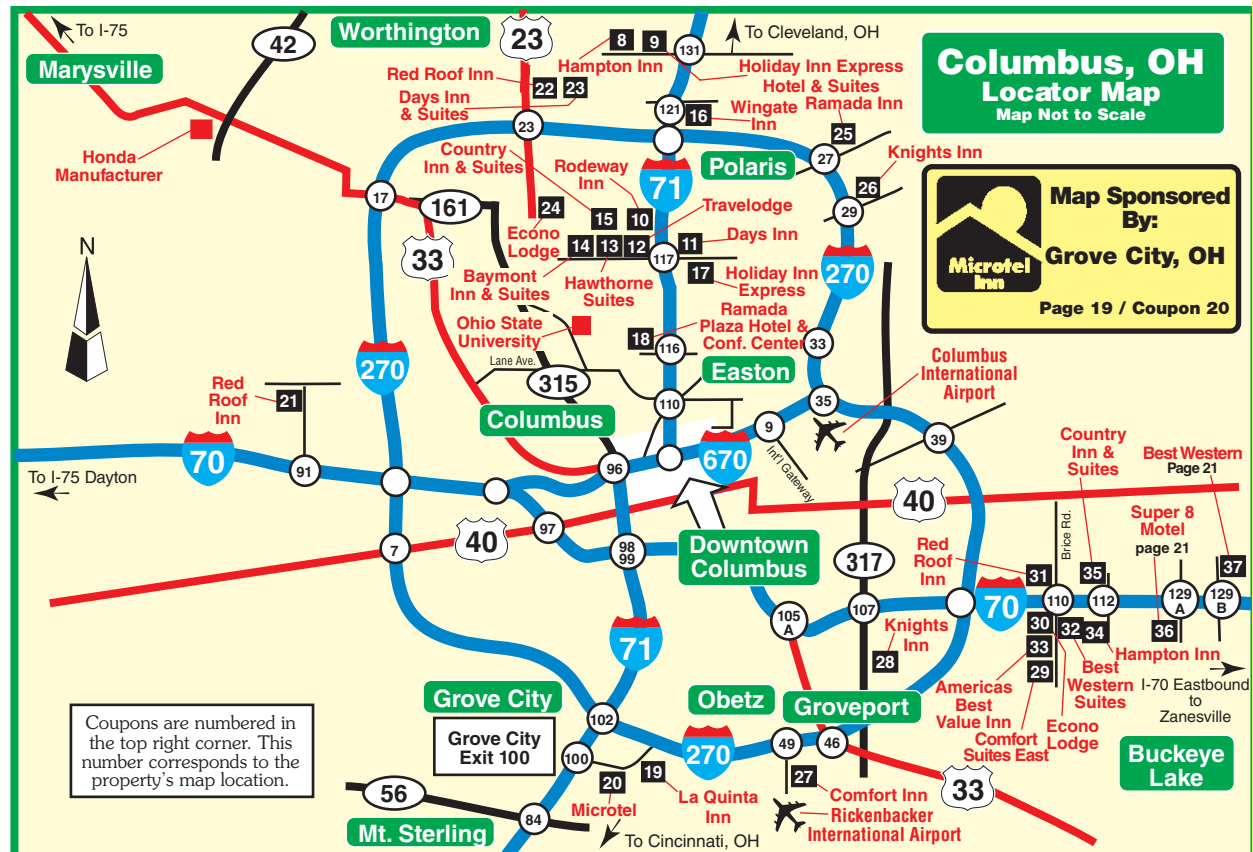 To I-75
Marysville
42
Worthington
23
8
9
Hampton Inn
131
To Cleveland, OH
Holiday Inn Express
Hotel & Suites
Columbus, OH
Locator Map
Map Not to Scale
Red Roof Inn
22
23
Days Inn
& Suites
121
16
Wingate
Inn
Ramada Inn
25
23
Honda
Manufacturer
Country
Inn & Suites
Rodeway
Inn
71
Polaris
27
Knights Inn
26
29
17
161
33
24
Econo
Lodge
15
10
Travelodge
14
13
12
11
Days Inn
117
17
Holiday Inn
Express
Baymont
Inn & Suites
Hawthorne
Suites
270
Map Sponsored
By:
Grove City, OH
Microtel
Inn
Page 19 / Coupon 20
N
Ohio State
University
18
Ramada
Plaza Hotel &
Conf. Center
116
33
Lane Ave.
270
315
Easton
Columbus
110
Columbus
International
Airport
35
9
Int'l Gateway
39
Red
Roof
Inn
21
70
91
To I-75 Dayton
96
670
Country
Inn &
Suites
Best Western
Page 21
40
97
7
40
98
99
Downtown
Columbus
317
Brice Rd.
Super 8
Motel
page 21
Red
Roof
Inn
31
35
37
70
110
112
129
A
129
B
105
A
107
71
Knights
Inn
28
30
32
34
36
33
29
Hampton Inn
Best
Western
Suites
Americas
Best
Value Inn
Econo
Lodge
Comfort
Suites East
I-70 Eastbound
to
Zanesville
Buckeye
Lake
Grove City
Obetz
Groveport
102
Grove City
Exit 100
100
270
49
46
33
Coupons are numbered in
the top right corner. This
number corresponds to the
property's map location.
20
Microtel
19
La Quinta
Inn
27
Comfort Inn
Rickenbacker
International Airport
56
84
Mt. Sterling
To Cincinnati, OH